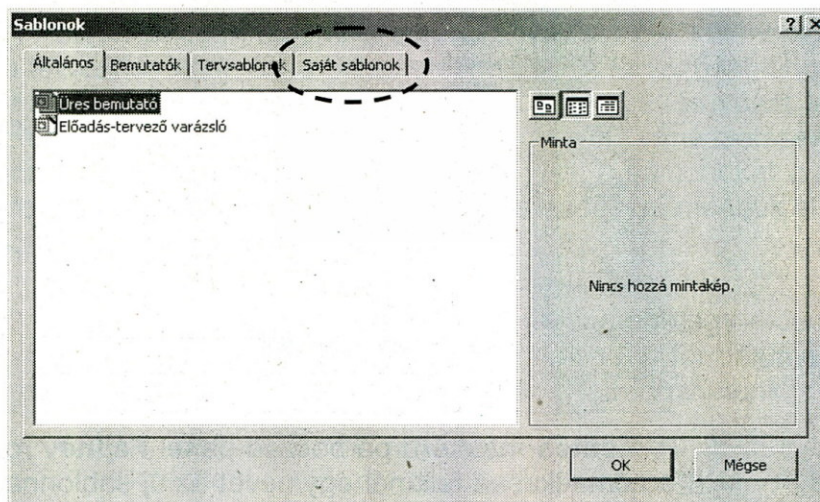 Sablonok
Általános Bemutatók Tervsablonok Saját sablonok
Üres bemutató
Előadás-tervező varázsló
Minta
Nincs hozzá mintakép.
OK Mégse